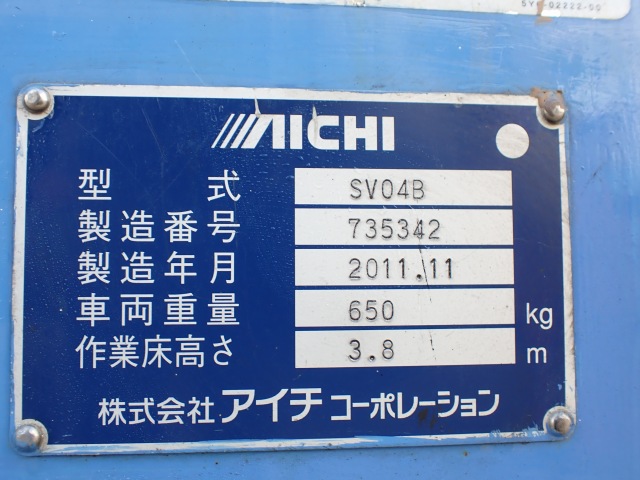 AICHI
型式 SV04B
製造番号 735342
製造年月 2011.11
車両重量 650 kg
作業床高さ 3.8 m
株式会社 アイチ コーポレーション